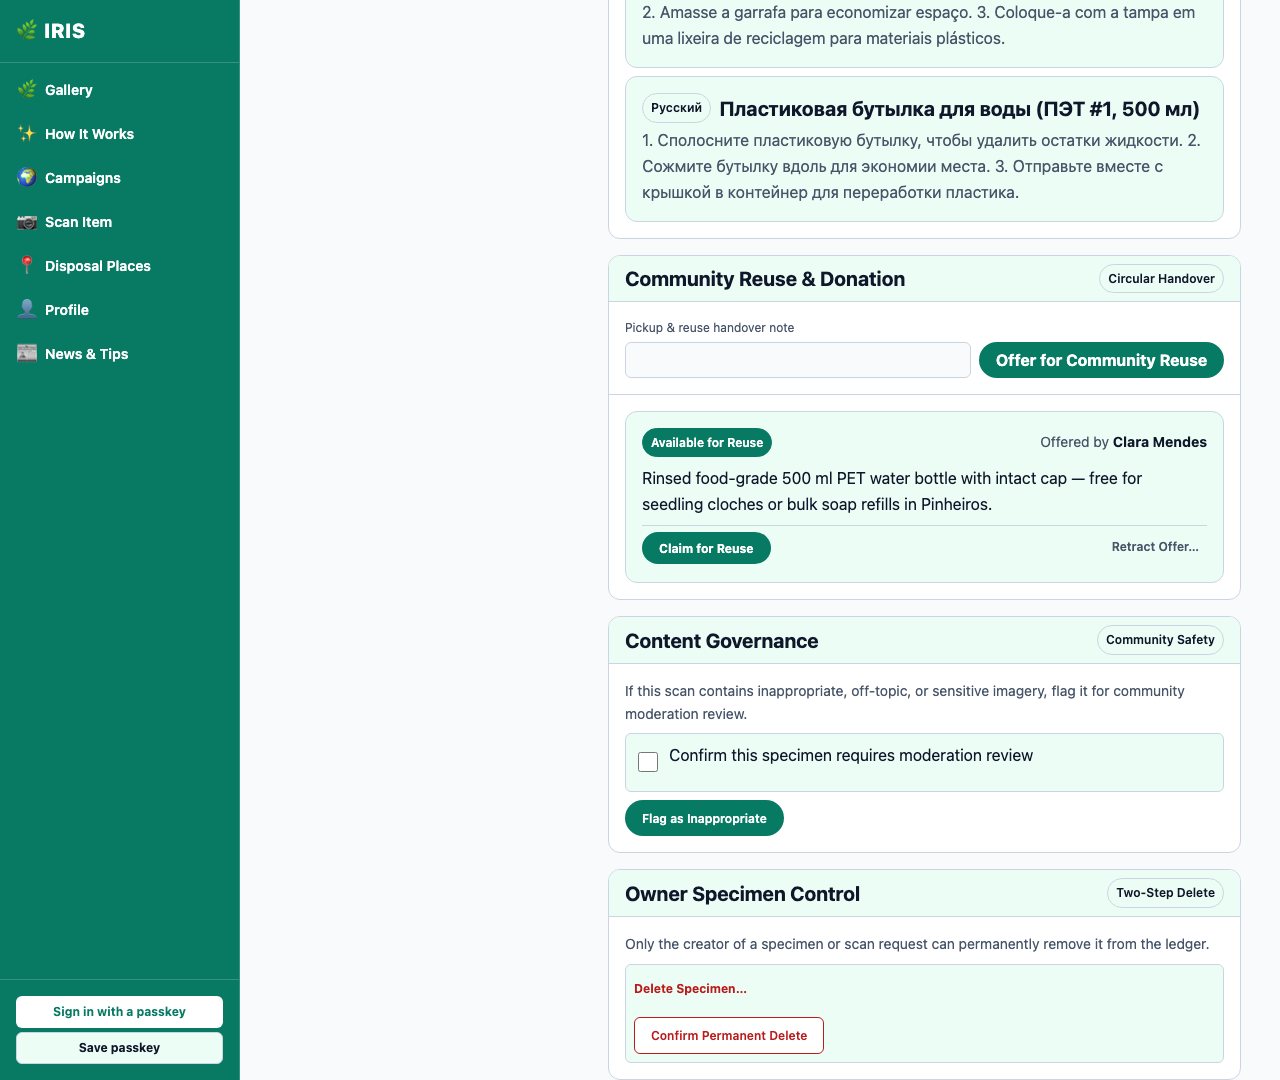 IRIS
Gallery
How It Works
Campaigns
Scan Item
Disposal Places
Profile
News & Tips
Sign in with a passkey
Save passkey
2. Amasse a garrafa para economizar espaço. 3. Coloque-a com a tampa em
uma lixeira de reciclagem para materiais plásticos.
Русский Пластиковая бутылка для воды (ПЭТ #1, 500 мл)
1. Сполосните пластиковую бутылку, чтобы удалить остатки жидкости. 2.
Сожмите бутылку вдоль для экономии места. 3. Отправьте вместе с
крышкой в контейнер для переработки пластика.
Community Reuse & Donation Circular Handover
Pickup & reuse handover note
Offer for Community Reuse
Available for Reuse Offered by Clara Mendes
Rinsed food-grade 500 ml PET water bottle with intact cap — free for
seedling cloches or bulk soap refills in Pinheiros.
Claim for Reuse Retract Offer...
Content Governance Community Safety
If this scan contains inappropriate, off-topic, or sensitive imagery, flag it for community
moderation review.
Confirm this specimen requires moderation review
Flag as Inappropriate
Owner Specimen Control Two-Step Delete
Only the creator of a specimen or scan request can permanently remove it from the ledger.
Delete Specimen...
Confirm Permanent Delete